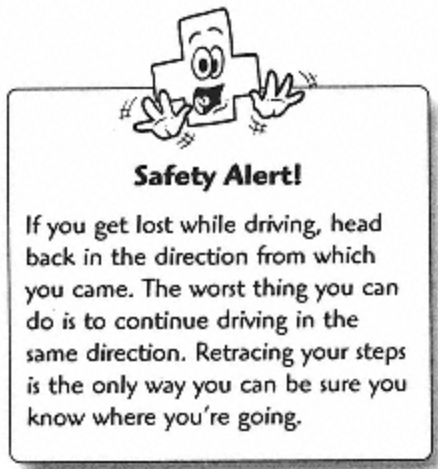 Safety Alert!
If you get lost while driving, head
back in the direction from which
you came. The worst thing you can
do is to continue driving in the
same direction. Retracing your steps
is the only way you can be sure you
know where you're going.